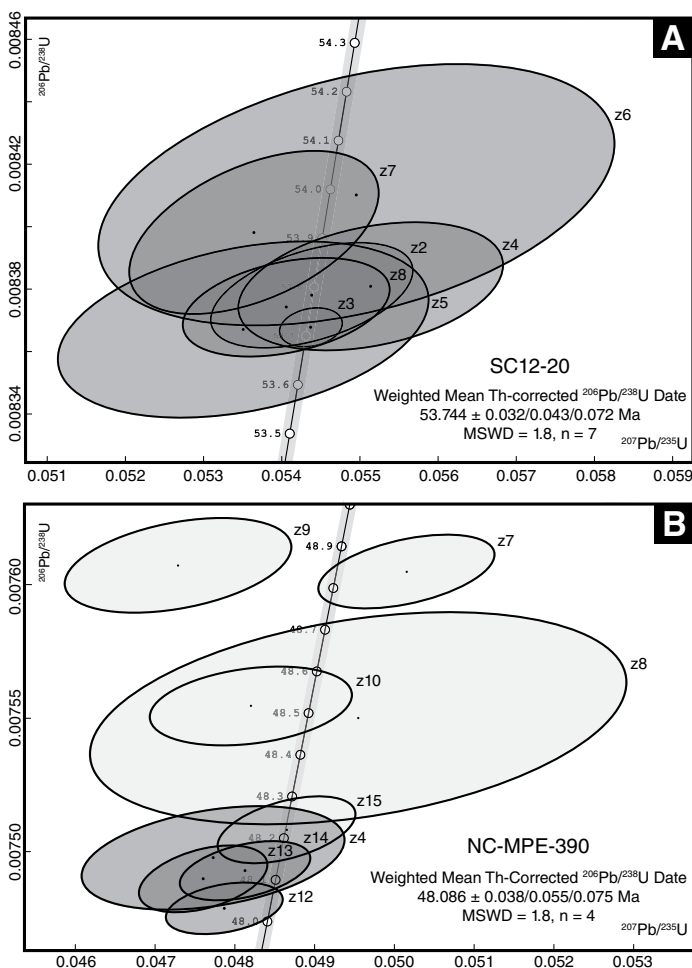 A
0.00846
0.00842
0.00838
0.00834
²⁰⁶Pb/²³⁸U
54.3
54.2
z6
54.1
z7
54.0
53.9
z2
z4
z8
z3
z5
SC12-20
53.6
Weighted Mean Th-corrected ²⁰⁶Pb/²³⁸U Date
53.744 ± 0.032/0.043/0.072 Ma
53.5
MSWD = 1.8, n = 7
²⁰⁷Pb/²³⁵U
0.051 0.052 0.053 0.054 0.055 0.056 0.057 0.058 0.059
B
0.00760
0.00755
0.00750
²⁰⁶Pb/²³⁸U
z9
48.9
z7
48.7
48.6
z10
z8
48.5
48.4
48.3
z15
48.2
z14
z4
z13
z12
48.0
NC-MPE-390
Weighted Mean Th-Corrected ²⁰⁶Pb/²³⁸U Date
48.086 ± 0.038/0.055/0.075 Ma
MSWD = 1.8, n = 4
²⁰⁷Pb/²³⁵U
0.046 0.047 0.048 0.049 0.050 0.051 0.052 0.053